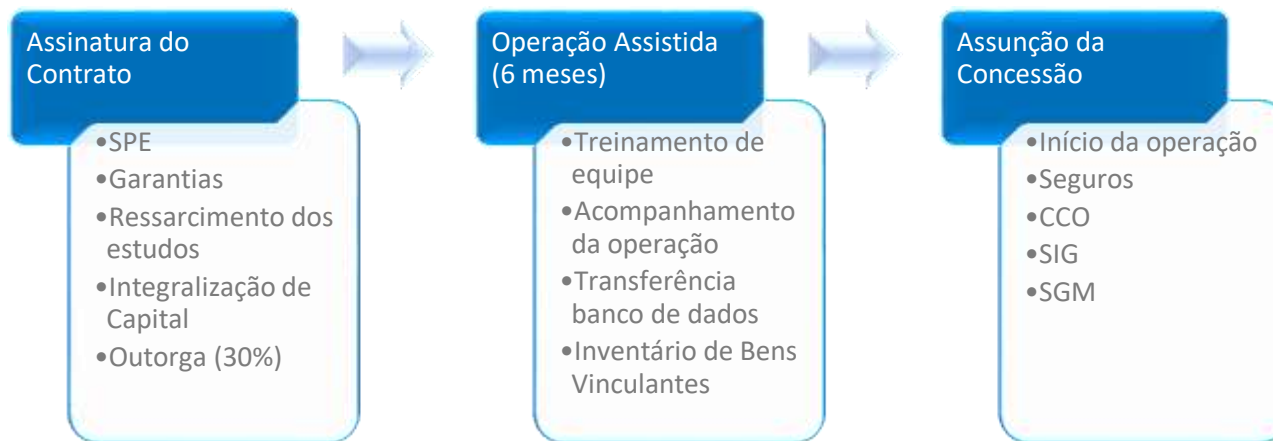 Assinatura do
Contrato
•SPE
•Garantias
•Ressarcimento dos
estudos
•Integralização de
Capital
•Outorga (30%)
Operação Assistida
(6 meses)
•Treinamento de
equipe
•Acompanhamento
da operação
•Transferência
banco de dados
•Inventário de Bens
Vinculantes
Assunção da
Concessão
•Início da operação
•Seguros
•CCO
•SIG
•SGM